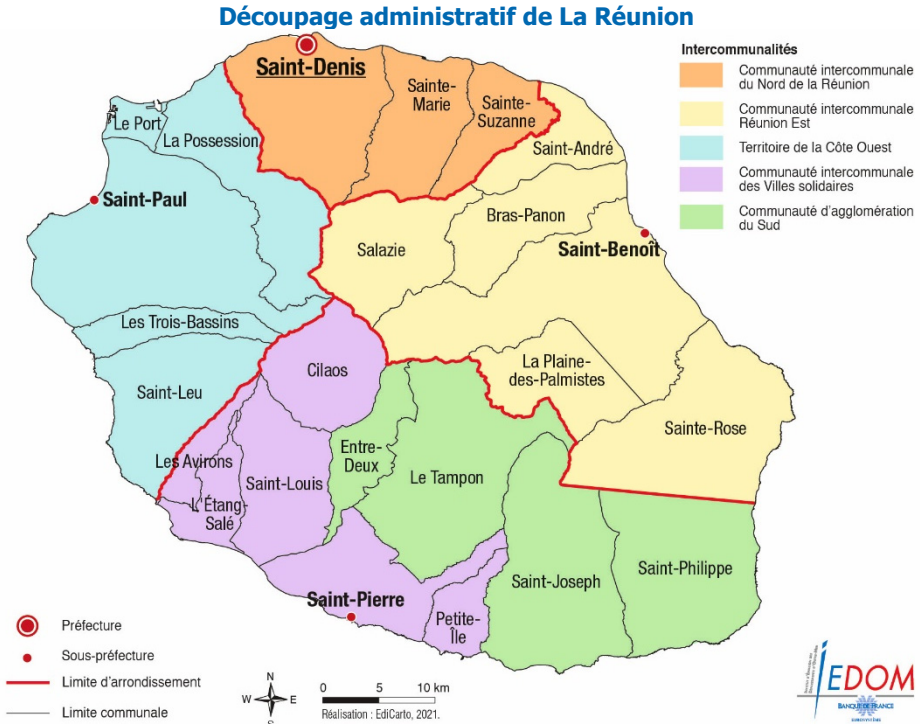 Découpage administratif de La Réunion
Intercommunalités
Communauté intercommunale
du Nord de la Réunion
Communauté intercommunale
Réunion Est
Territoire de la Côte Ouest
Communauté intercommunale
des Villes solidaires
Communauté d'agglomération
du Sud
Saint-Denis
Sainte-
Marie
Sainte-
Suzanne
Le Port
La Possession
Saint-André
Saint-Paul
Bras-Panon
Salazie
Saint-Benoît
Les Trois-Bassins
Cilaos
La Plaine-
des-Palmistes
Saint-Leu
Sainte-Rose
Entre-
Deux
Les Avirons
Saint-Louis
Le Tampon
L'Étang-
Salé
Saint-Joseph
Saint-Philippe
Saint-Pierre
Petite-
Île
Préfecture
Sous-préfecture
Limite d'arrondissement
Limite communale
N
W
E
S
0 5 10 km
Réalisation : EdiCarto, 2021.
IEDOM
BANQUE DE FRANCE
EUROSYSTÈME